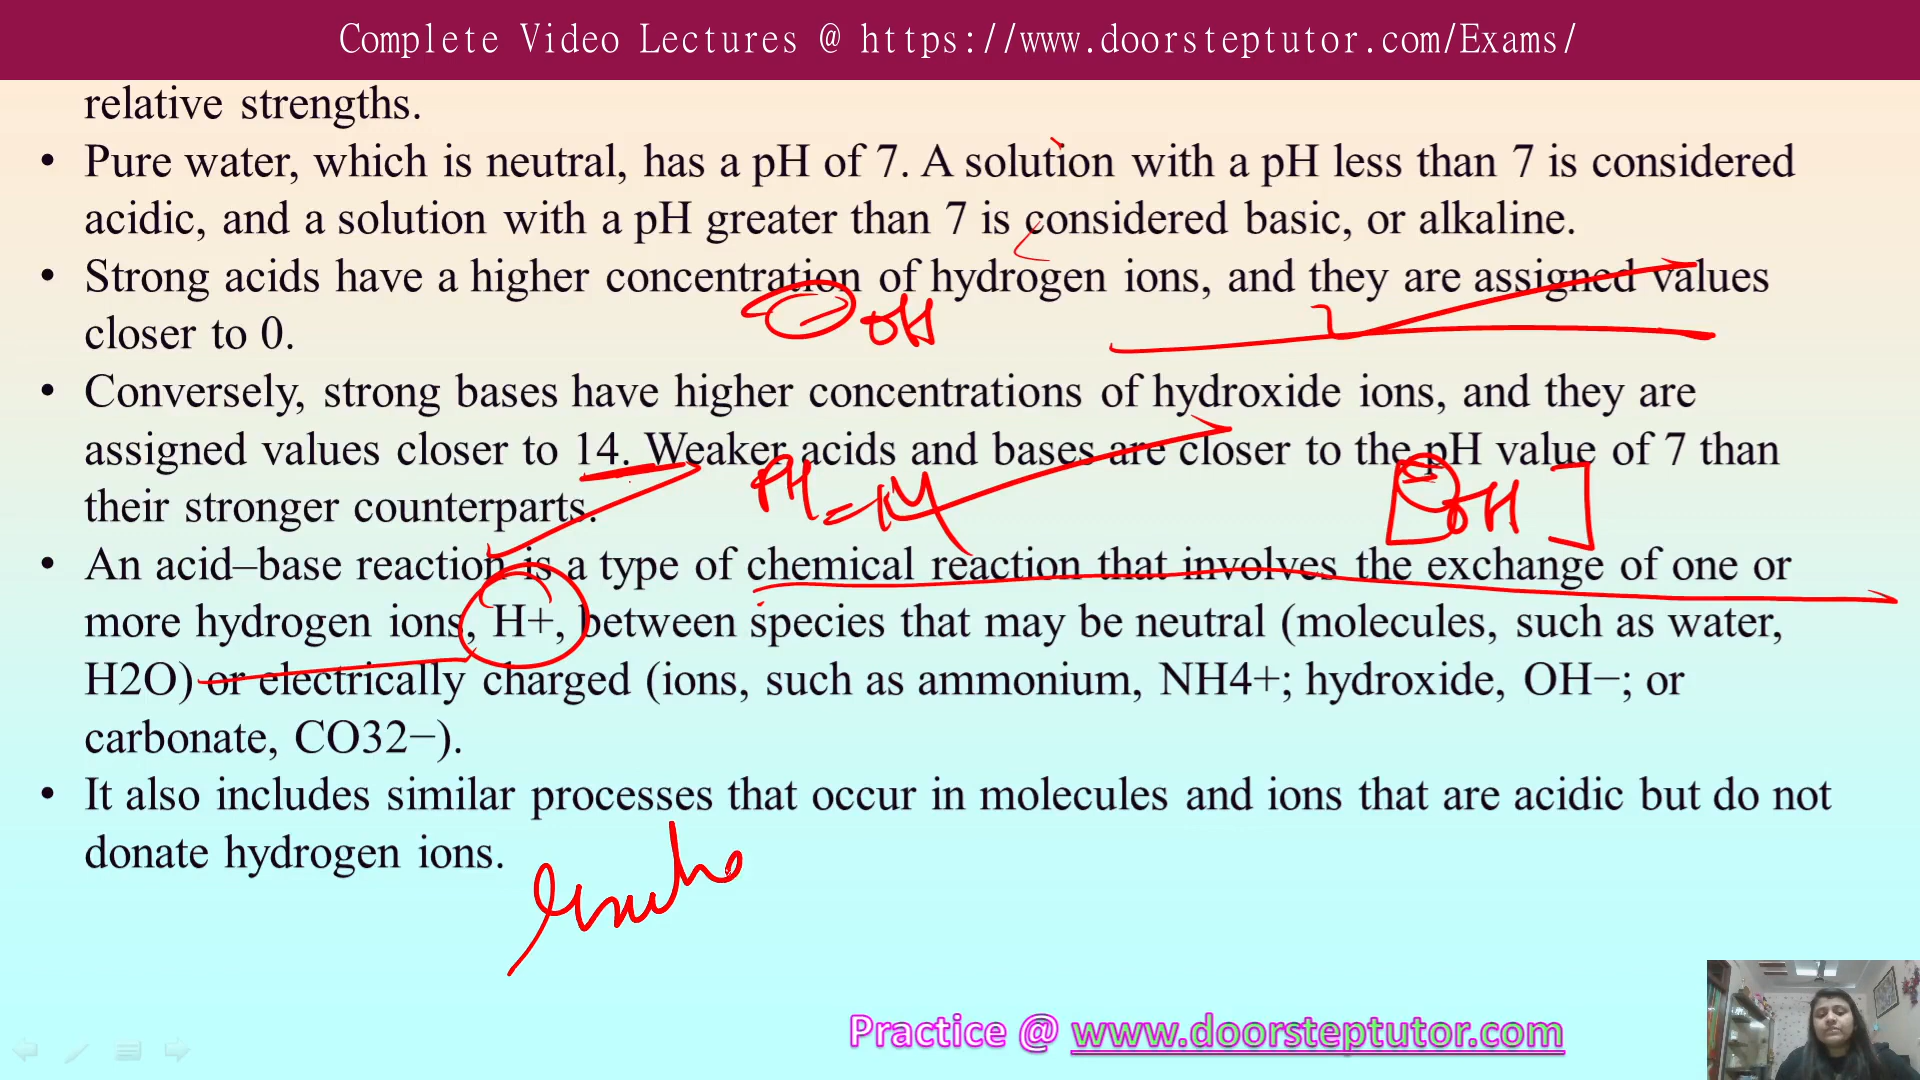 Complete Video Lectures @ https://www.doorsteptutor.com/Exams/
relative strengths.
• Pure water, which is neutral, has a pH of 7. A solution with a pH less than 7 is considered
acidic, and a solution with a pH greater than 7 is considered basic, or alkaline.
• Strong acids have a higher concentration of hydrogen ions, and they are assigned values
closer to 0.
OH
• Conversely, strong bases have higher concentrations of hydroxide ions, and they are
assigned values closer to 14. Weaker acids and bases are closer to the pH value of 7 than
their stronger counterparts.
PH = 14
[⁻OH]
• An acid–base reaction is a type of chemical reaction that involves the exchange of one or
more hydrogen ions, H+, between species that may be neutral (molecules, such as water,
H2O) or electrically charged (ions, such as ammonium, NH4+; hydroxide, OH−; or
carbonate, CO32−).
• It also includes similar processes that occur in molecules and ions that are acidic but do not
donate hydrogen ions.
Practice @ www.doorsteptutor.com